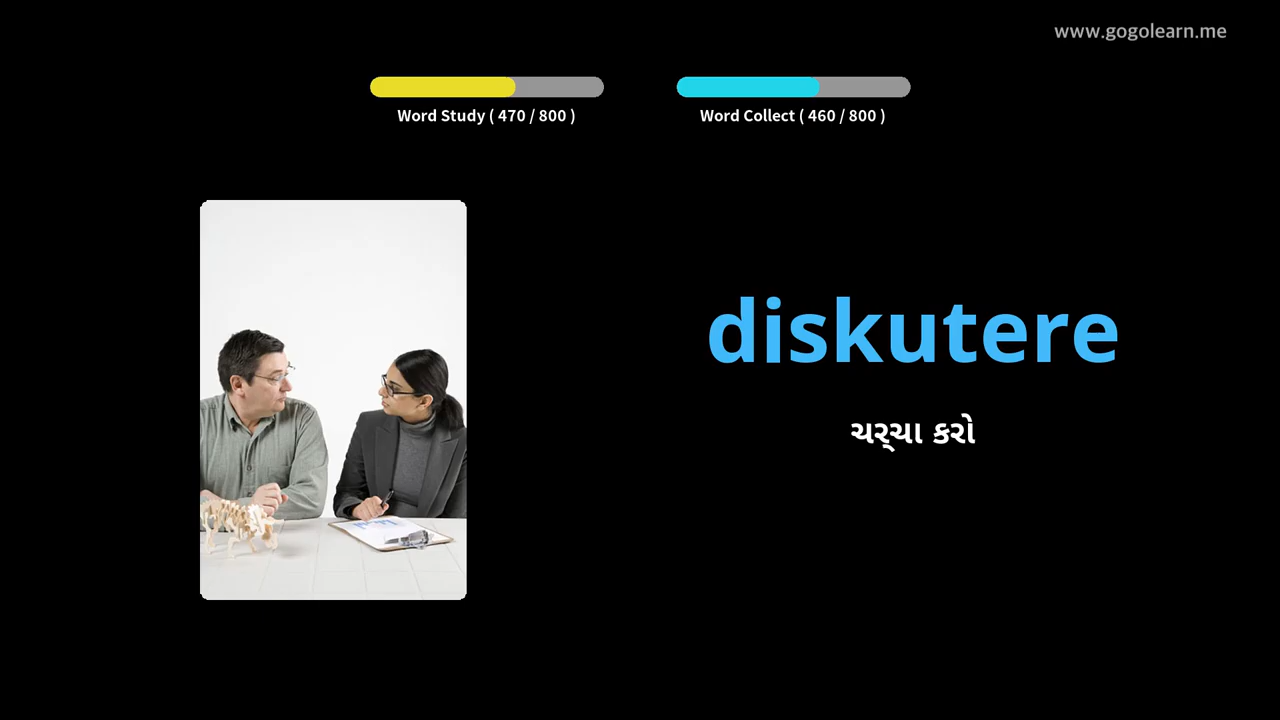 www.gogolearn.me
Word Study ( 470 / 800 )
Word Collect ( 460 / 800 )
diskutere
ચર્ચા કરો